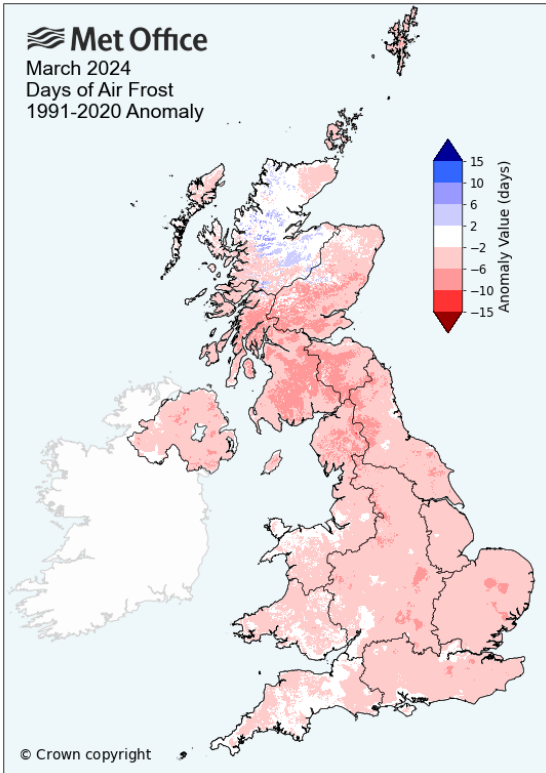 Met Office
March 2024
Days of Air Frost
1991-2020 Anomaly
15
10
6
2
−2
−6
−10
−15
Anomaly Value (days)
© Crown copyright